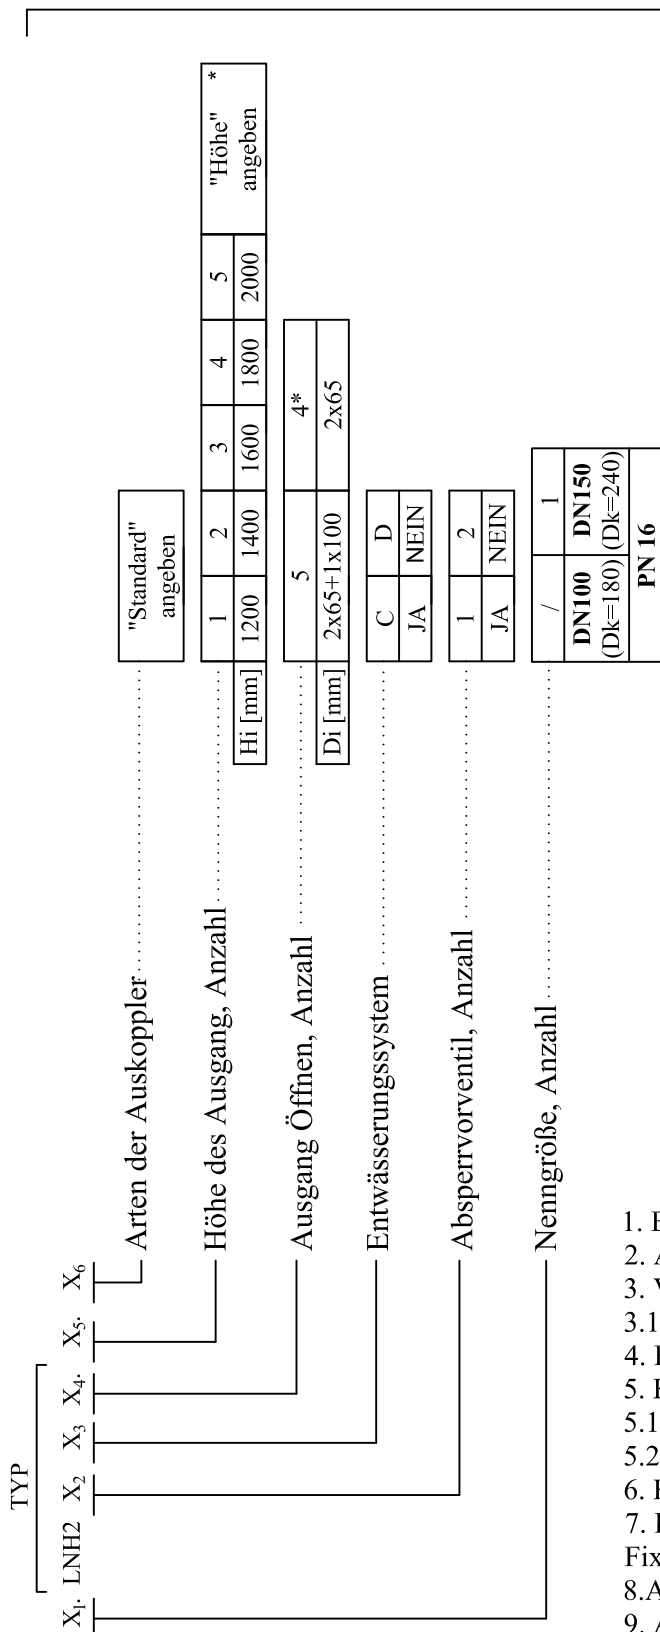 TYP
X1. LNH2 X2 X3 X4. X5. X6
Arten der Auskoppler
"Standard"
angeben
Höhe des Ausgang, Anzahl
1 2 3 4 5 "Höhe" *
angeben
Hi [mm] 1200 1400 1600 1800 2000
Ausgang Öffnen, Anzahl
5 4*
Di [mm] 2x65+1x100 2x65
Entwässerungssystem
C D
JA NEIN
Absperrvorventil, Anzahl
1 2
JA NEIN
Nenngröße, Anzahl
/ 1
DN100 DN150
(Dk=180) (Dk=240)
PN 16
1.
2.
3.
3.1
4.
5.
5.1
5.2
6.
7.
Fix
8.A
9.